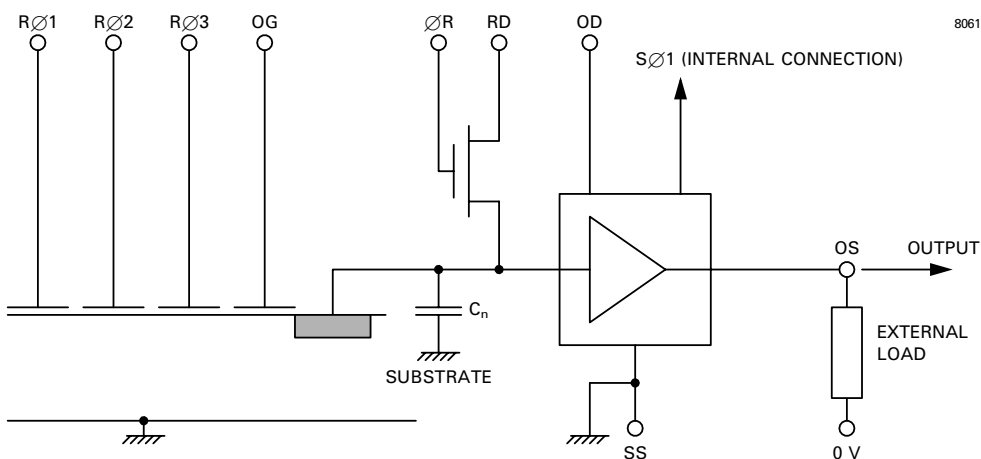 R∅1 R∅2 R∅3 OG ∅R RD OD 8061
S∅1 (INTERNAL CONNECTION)
OS OUTPUT
Cn
EXTERNAL
LOAD
SUBSTRATE
SS 0 V